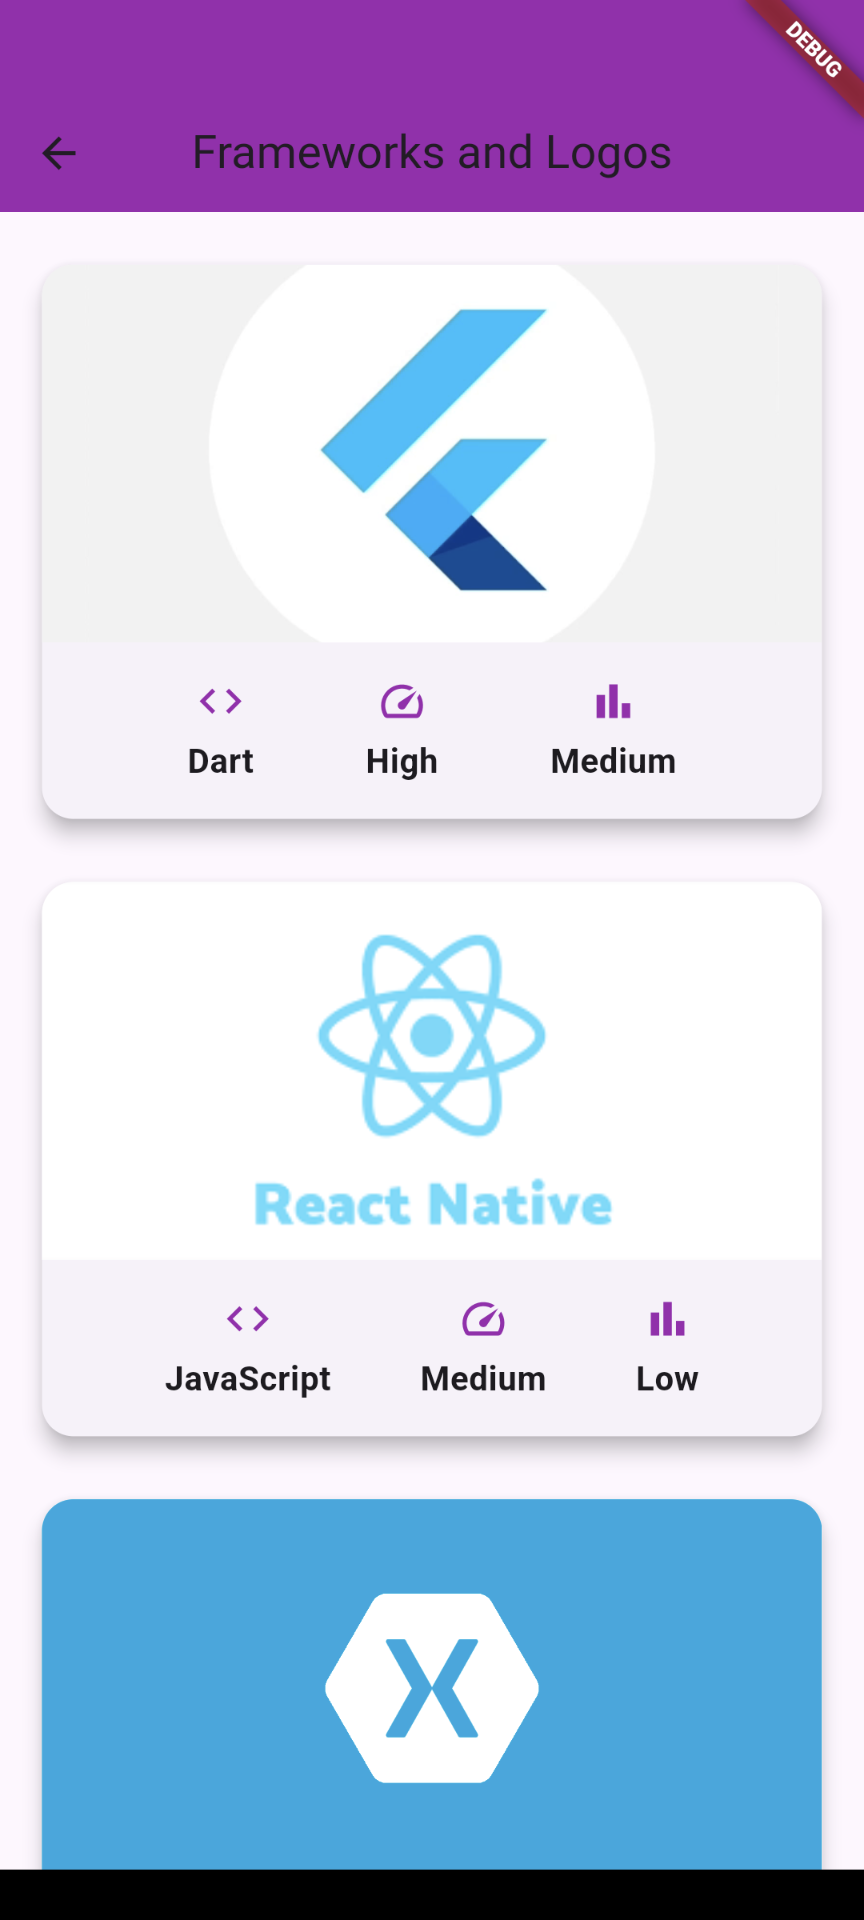 DEBUG
Frameworks and Logos
Dart High Medium
React Native
JavaScript Medium Low